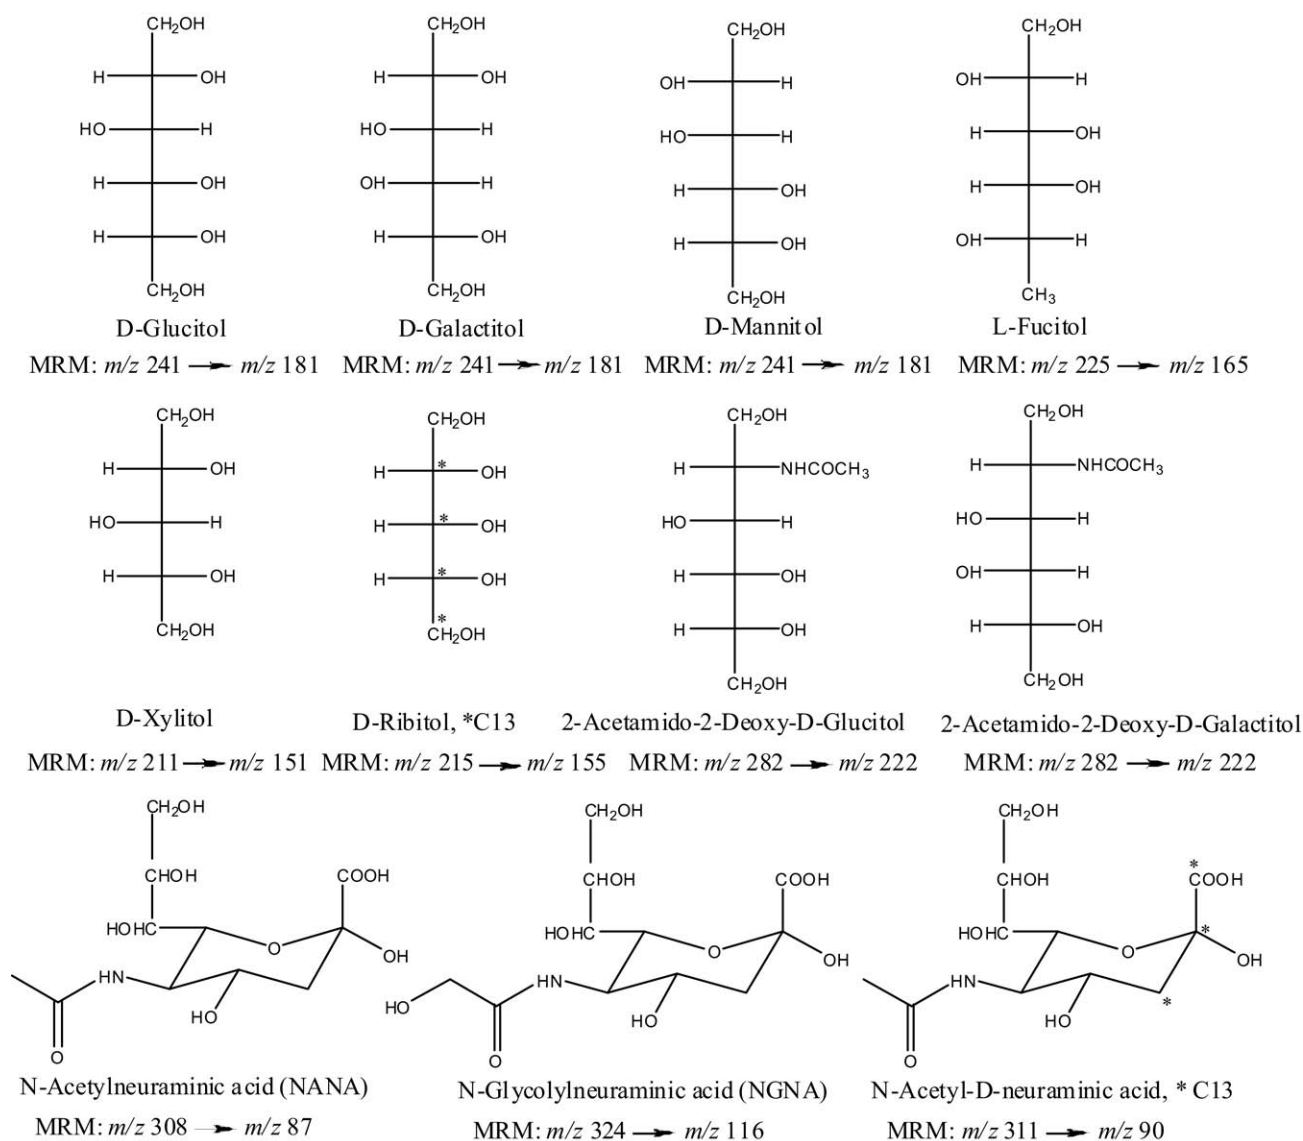 CH2OH CH2OH CH2OH CH2OH
H OH H OH OH H OH H
HO H HO H HO H H OH
H OH OH H H OH H OH
H OH H OH H OH OH H
CH2OH CH2OH CH2OH CH3
D-Glucitol D-Galactitol D-Mannitol L-Fucitol
MRM: m/z 241 → m/z 181 MRM: m/z 241 → m/z 181 MRM: m/z 241 → m/z 181 MRM: m/z 225 → m/z 165
CH2OH CH2OH CH2OH CH2OH
H OH H * OH H NHCOCH3 H NHCOCH3
HO H H * OH HO H HO H
H OH H * OH H OH OH H
H OH H OH
CH2OH * CH2OH CH2OH CH2OH
D-Xylitol D-Ribitol, *C13 2-Acetamido-2-Deoxy-D-Glucitol 2-Acetamido-2-Deoxy-D-Galactitol
MRM: m/z 211 → m/z 151 MRM: m/z 215 → m/z 155 MRM: m/z 282 → m/z 222 MRM: m/z 282 → m/z 222
CH2OH CH2OH CH2OH
CHOH COOH CHOH COOH CHOH * COOH
HOHC O OH HOHC O OH HOHC O * OH
HN HN HN *
HO HO HO HO
O O O
N-Acetylneuraminic acid (NANA) N-Glycolylneuraminic acid (NGNA) N-Acetyl-D-neuraminic acid, * C13
MRM: m/z 308 → m/z 87 MRM: m/z 324 → m/z 116 MRM: m/z 311 → m/z 90